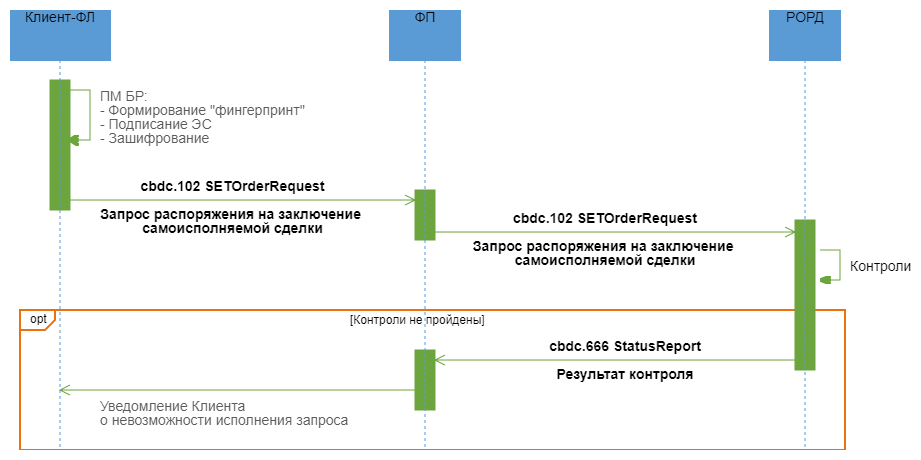 Клиент-ФЛ
ФП
РОРД
ПМ БР:
- Формирование "фингерпринт"
- Подписание ЭС
- Зашифрование
cbdc.102 SETOrderRequest
Запрос распоряжения на заключение
самоисполняемой сделки
cbdc.102 SETOrderRequest
Запрос распоряжения на заключение
самоисполняемой сделки
Контроли
opt
[Контроли не пройдены]
cbdc.666 StatusReport
Результат контроля
Уведомление Клиента
о невозможности исполнения запроса